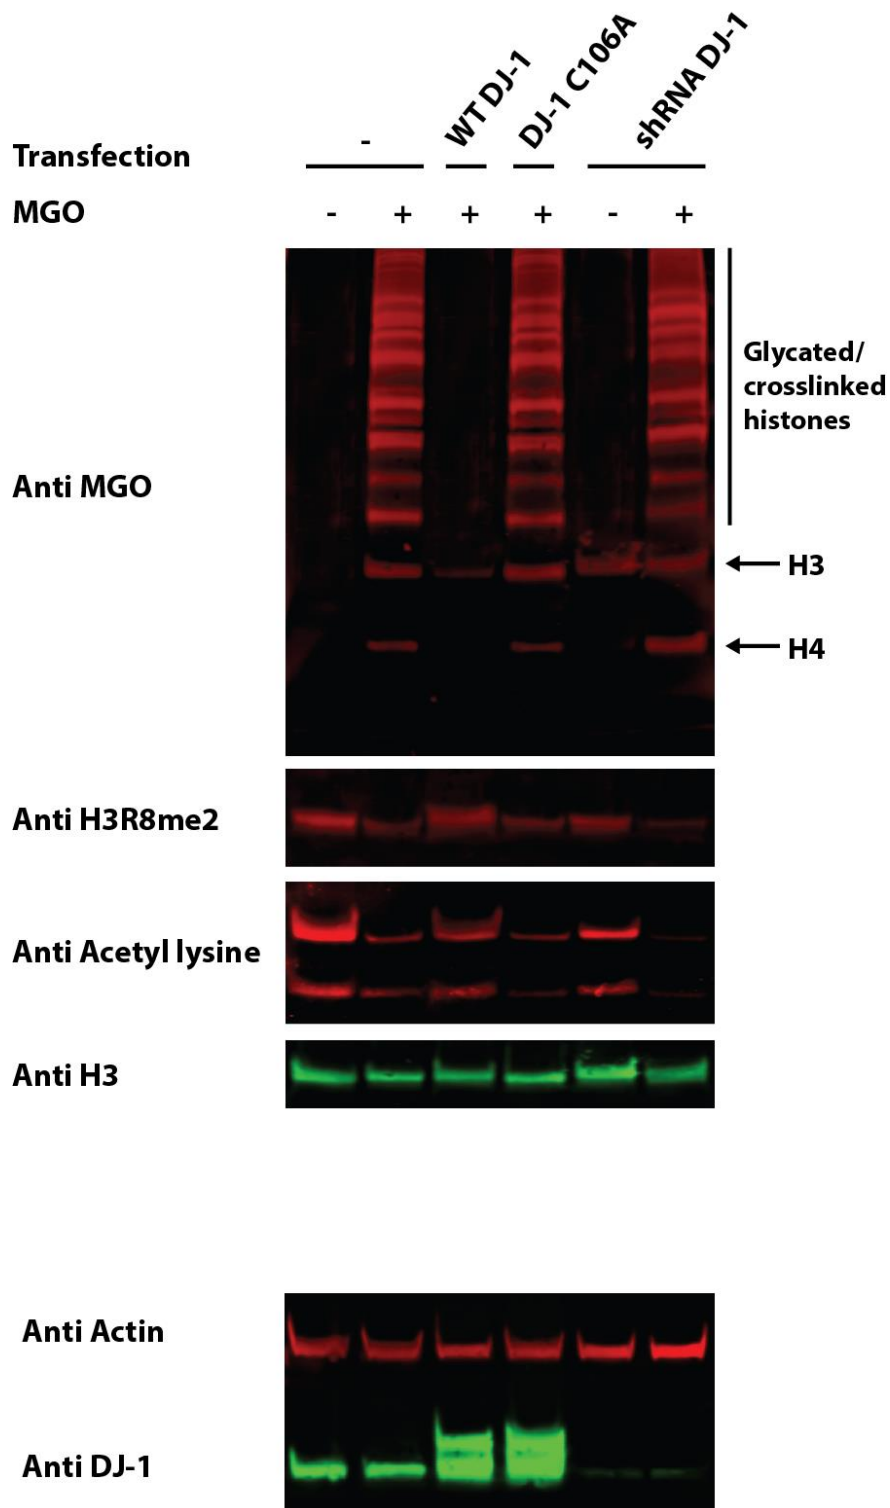 WT DJ-1
DJ-1 C106A
shRNA DJ-1
Transfection -
MGO - + + + - +
Glycated/
crosslinked
histones
Anti MGO
H3
H4
Anti H3R8me2
Anti Acetyl lysine
Anti H3
Anti Actin
Anti DJ-1